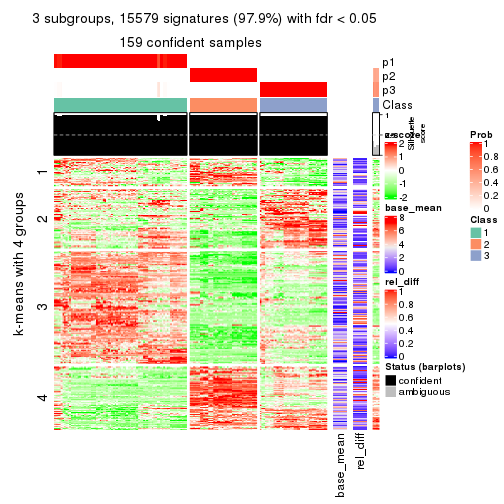 3 subgroups, 15579 signatures (97.9%) with fdr < 0.05
159 confident samples
p1
p2
p3
Class
1
Silhouette
score
z-score
2
1
0
-1
-2
Prob
1
0.8
0.6
0.4
0.2
0
base_mean
8
6
4
2
0
Class
1
2
3
rel_diff
1
0.8
0.6
0.4
0.2
0
Status (barplots)
confident
ambiguous
k-means with 4 groups
1
2
3
4
base_mean
rel_diff